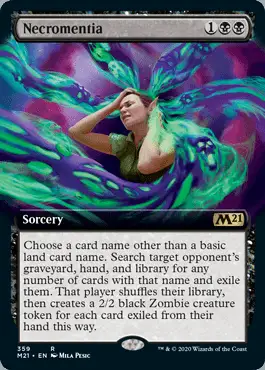 Necromentia 1
Sorcery M21
Choose a card name other than a basic
land card name. Search target opponent's
graveyard, hand, and library for any
number of cards with that name and exile
them. That player shuffles their library,
then creates a 2/2 black Zombie creature
token for each card exiled from their
hand this way.
359 R
M21 • EN MILA PESIC
™ & © 2020 Wizards of the Coast